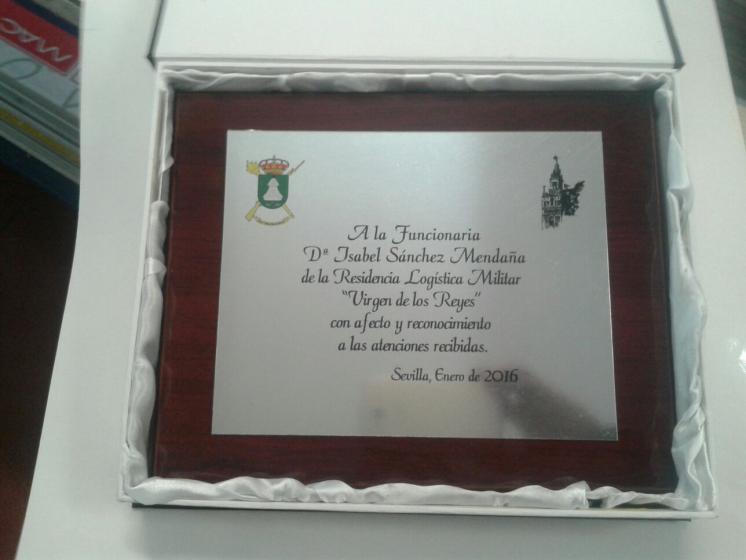 MAC
A la Funcionaria
Dª Isabel Sánchez Mendaña
de la Residencia Logística Militar
"Virgen de los Reyes"
con afecto y reconocimiento
a las atenciones recibidas.
Sevilla, Enero de 2016